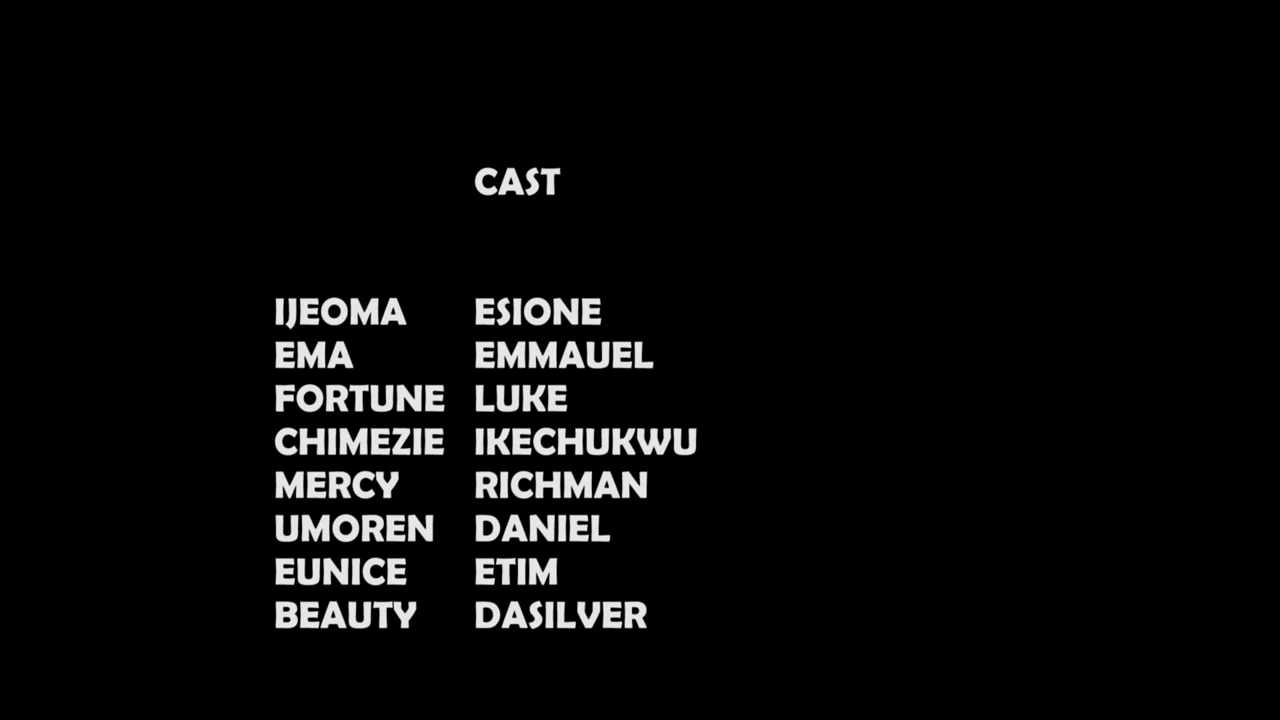 CAST
IJEOMA ESIONE
EMA EMMAUEL
FORTUNE LUKE
CHIMEZIE IKECHUKWU
MERCY RICHMAN
UMOREN DANIEL
EUNICE ETIM
BEAUTY DASILVER